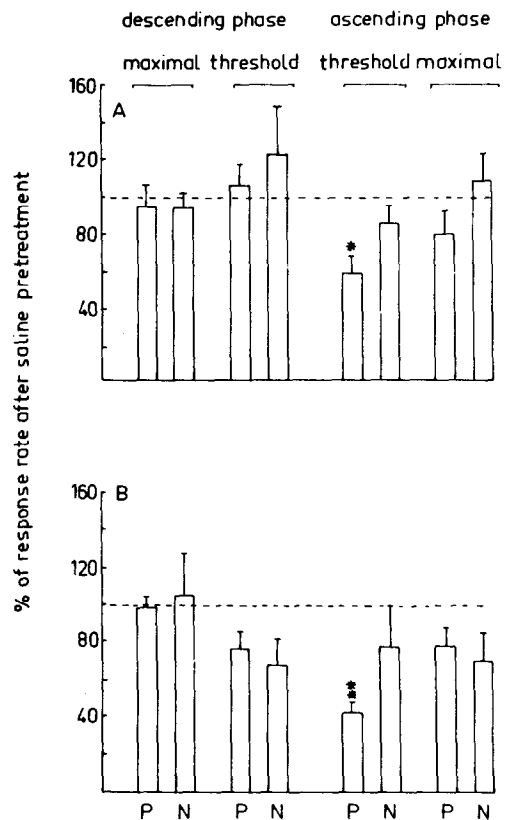 descending phase ascending phase
maximal threshold threshold maximal
160
A
120
80
40
*
% of response rate after saline pretreatment
160
B
120
80
40
**
P N P N P N P N